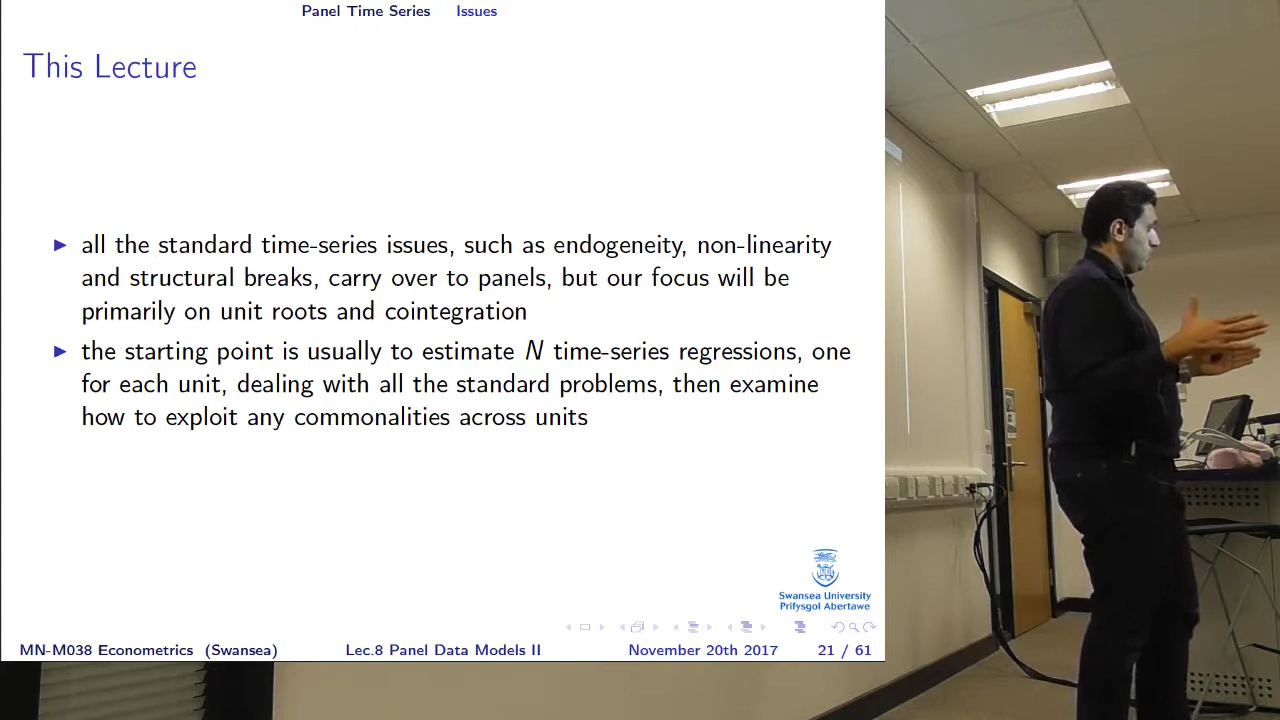 Panel Time Series Issues
This Lecture
▶ all the standard time-series issues, such as endogeneity, non-linearity
and structural breaks, carry over to panels, but our focus will be
primarily on unit roots and cointegration
▶ the starting point is usually to estimate N time-series regressions, one
for each unit, dealing with all the standard problems, then examine
how to exploit any commonalities across units
Swansea University
Prifysgol Abertawe
MN-M038 Econometrics (Swansea) Lec.8 Panel Data Models II November 20th 2017 21 / 61